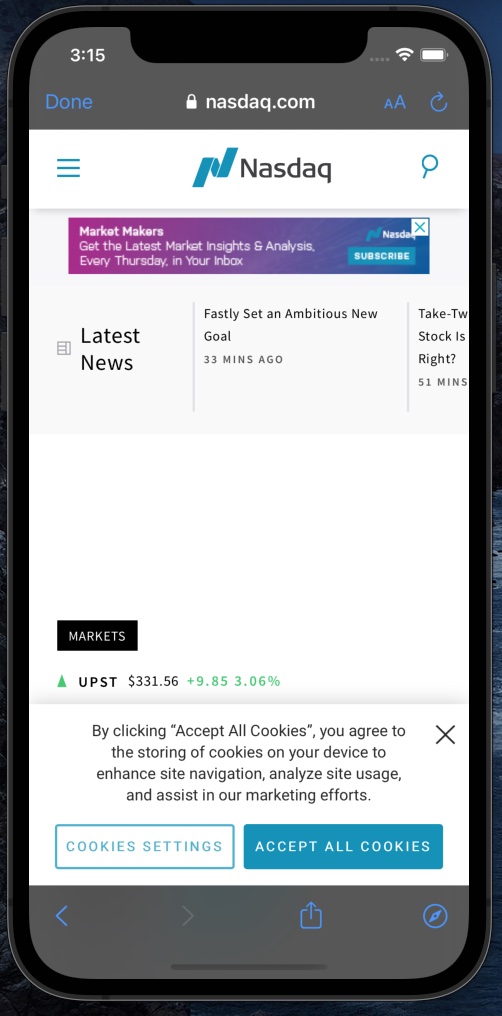 3:15
Done
nasdaq.com
AA
Nasdaq
Market Makers
Get the Latest Market Insights & Analysis,
Every Thursday, in Your Inbox
Nasdaq
SUBSCRIBE
Latest
News
Fastly Set an Ambitious New
Goal
33 MINS AGO
Take-Tw
Stock Is
Right?
51 MINS
MARKETS
UPST $331.56 +9.85 3.06%
By clicking “Accept All Cookies”, you agree to
the storing of cookies on your device to
enhance site navigation, analyze site usage,
and assist in our marketing efforts.
COOKIES SETTINGS
ACCEPT ALL COOKIES